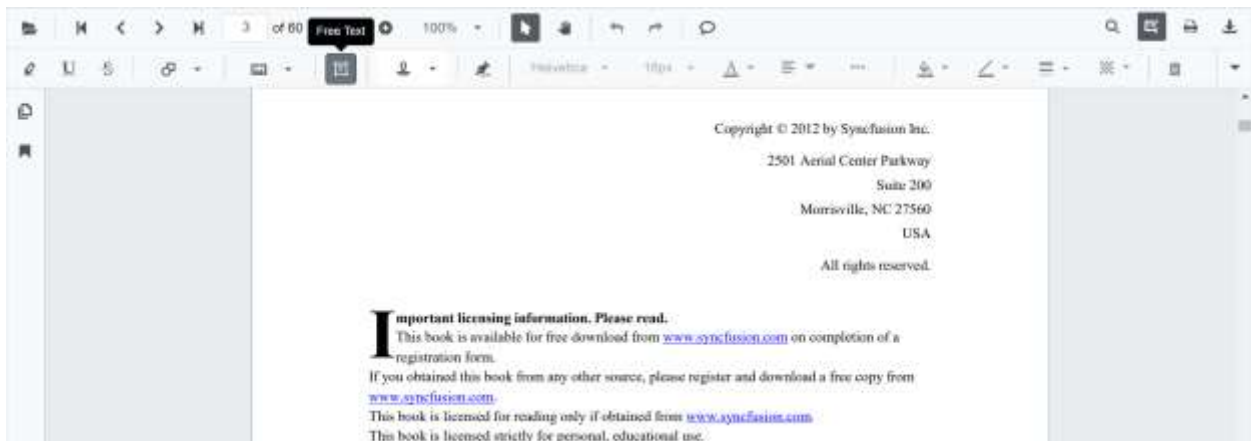 3 of 60 Free Text 100%
U S Helvetica 16px A
Copyright © 2012 by Syncfusion Inc.
2501 Aerial Center Parkway
Suite 200
Morrisville, NC 27560
USA
All rights reserved.
Important licensing information. Please read.
This book is available for free download from www.syncfusion.com on completion of a
registration form.
If you obtained this book from any other source, please register and download a free copy from
www.syncfusion.com.
This book is licensed for reading only if obtained from www.syncfusion.com.
This book is licensed strictly for personal, educational use.